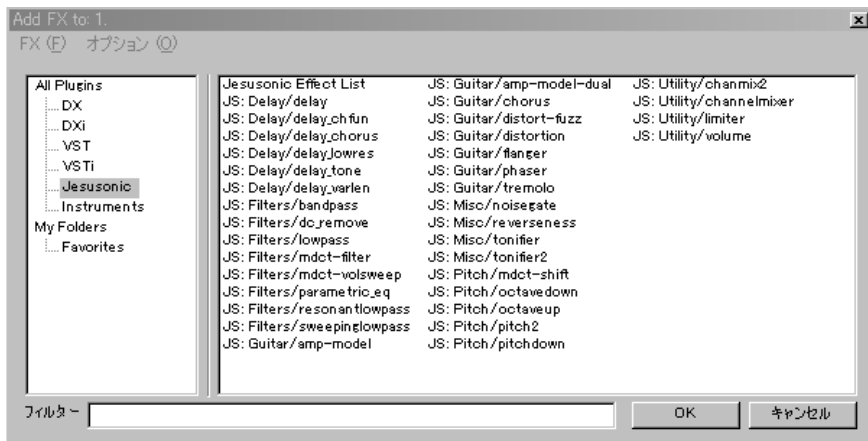 Add FX to: 1.
FX (F) オプション (O)
All Plugins
DX
DXi
VST
VSTi
Jesusonic
Instruments
My Folders
Favorites
Jesusonic Effect List
JS: Delay/delay
JS: Delay/delay_chfun
JS: Delay/delay_chorus
JS: Delay/delay_lowres
JS: Delay/delay_tone
JS: Delay/delay_varlen
JS: Filters/bandpass
JS: Filters/dc_remove
JS: Filters/lowpass
JS: Filters/mdct-filter
JS: Filters/mdct-volsweep
JS: Filters/parametric_eq
JS: Filters/resonantlowpass
JS: Filters/sweepinglowpass
JS: Guitar/amp-model
JS: Guitar/amp-model-dual
JS: Guitar/chorus
JS: Guitar/distort-fuzz
JS: Guitar/distortion
JS: Guitar/flanger
JS: Guitar/phaser
JS: Guitar/tremolo
JS: Misc/noisegate
JS: Misc/reverseness
JS: Misc/tonifier
JS: Misc/tonifier2
JS: Pitch/mdct-shift
JS: Pitch/octavedown
JS: Pitch/octaveup
JS: Pitch/pitch2
JS: Pitch/pitchdown
JS: Utility/chanmix2
JS: Utility/channelmixer
JS: Utility/limiter
JS: Utility/volume
フィルター
OK
キャンセル